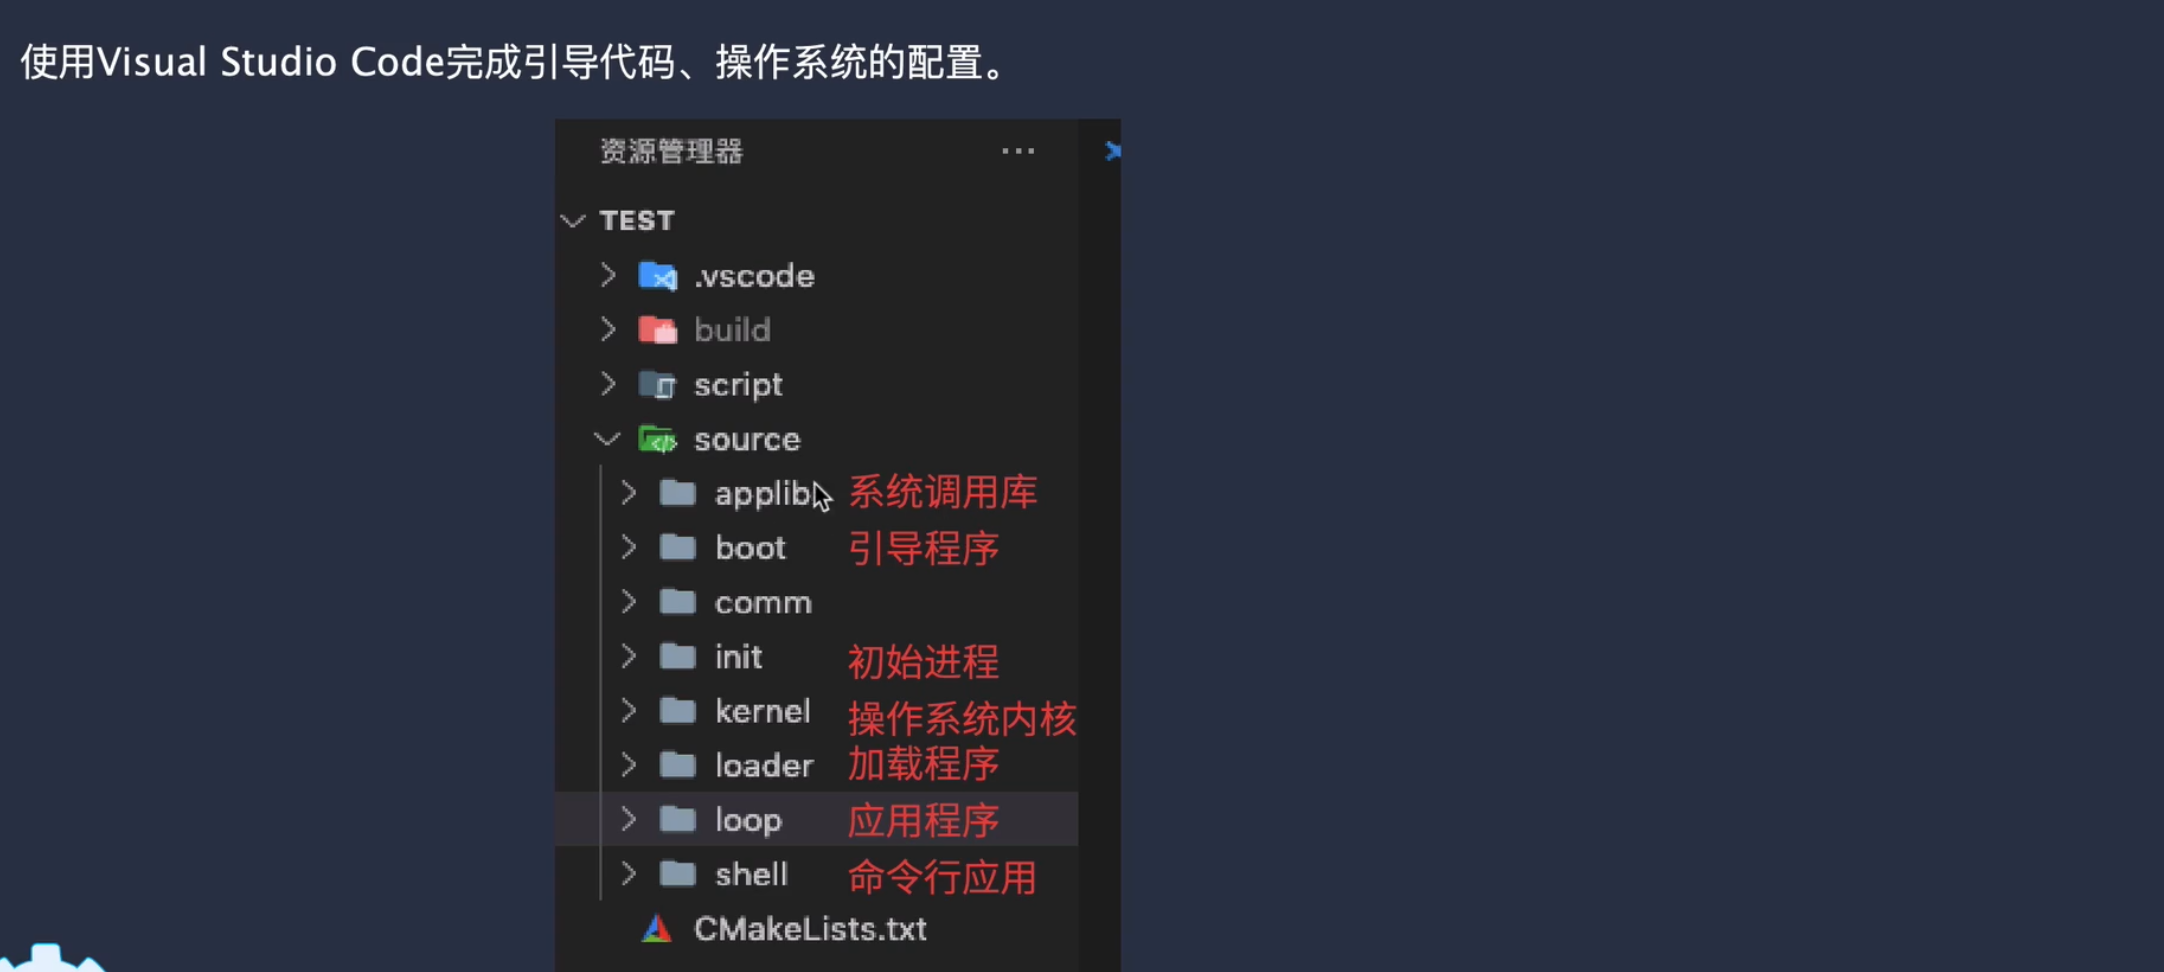 使用Visual Studio Code完成引导代码、操作系统的配置。
资源管理器 ···
TEST
.vscode
build
script
source
applib 系统调用库
boot 引导程序
comm
init 初始进程
kernel 操作系统内核
loader 加载程序
loop 应用程序
shell 命令行应用
CMakeLists.txt